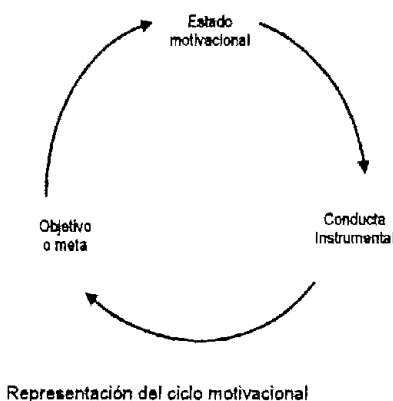 Estado
motivacional
Conducta
Instrumental
Objetivo
o meta
Representación del ciclo motivacional